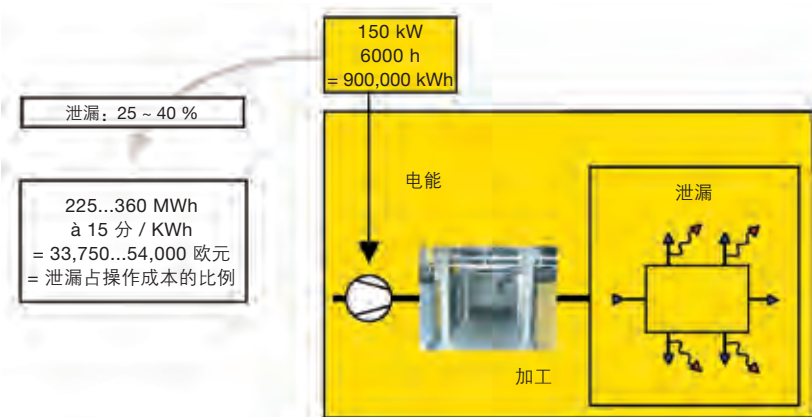 150 kW
6000 h
= 900,000 kWh
泄漏：25 ~ 40 %
225...360 MWh
à 15 分 / KWh
= 33,750...54,000 欧元
= 泄漏占操作成本的比例
电能
泄漏
加工